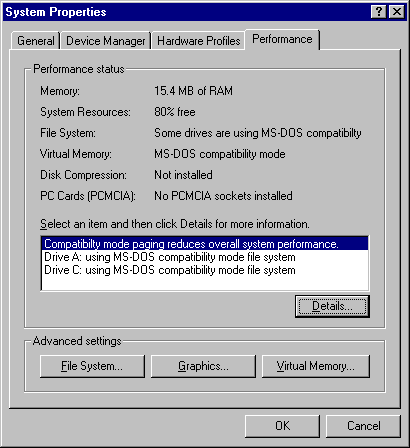 System Properties
General Device Manager Hardware Profiles Performance
Performance status
Memory: 15.4 MB of RAM
System Resources: 80% free
File System: Some drives are using MS-DOS compatibilty
Virtual Memory: MS-DOS compatibility mode
Disk Compression: Not installed
PC Cards (PCMCIA): No PCMCIA sockets installed
Select an item and then click Details for more information.
Compatibilty mode paging reduces overall system performance.
Drive A: using MS-DOS compatibility mode file system
Drive C: using MS-DOS compatibility mode file system
Details...
Advanced settings
File System... Graphics... Virtual Memory...
OK Cancel